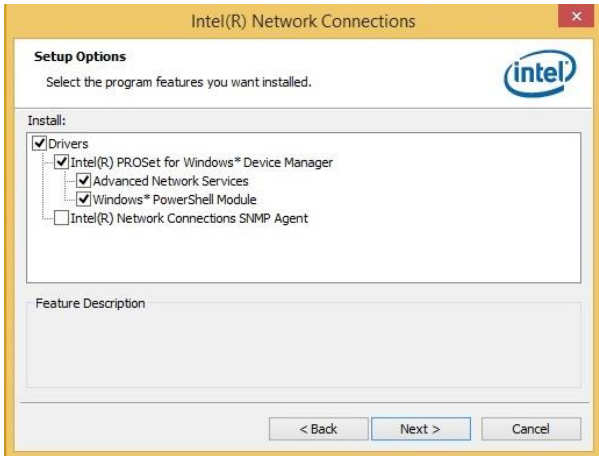 Intel(R) Network Connections
Setup Options
Select the program features you want installed.
intel
Install:
Drivers
Intel(R) PROSet for Windows* Device Manager
Advanced Network Services
Windows* PowerShell Module
Intel(R) Network Connections SNMP Agent
Feature Description
< Back Next > Cancel